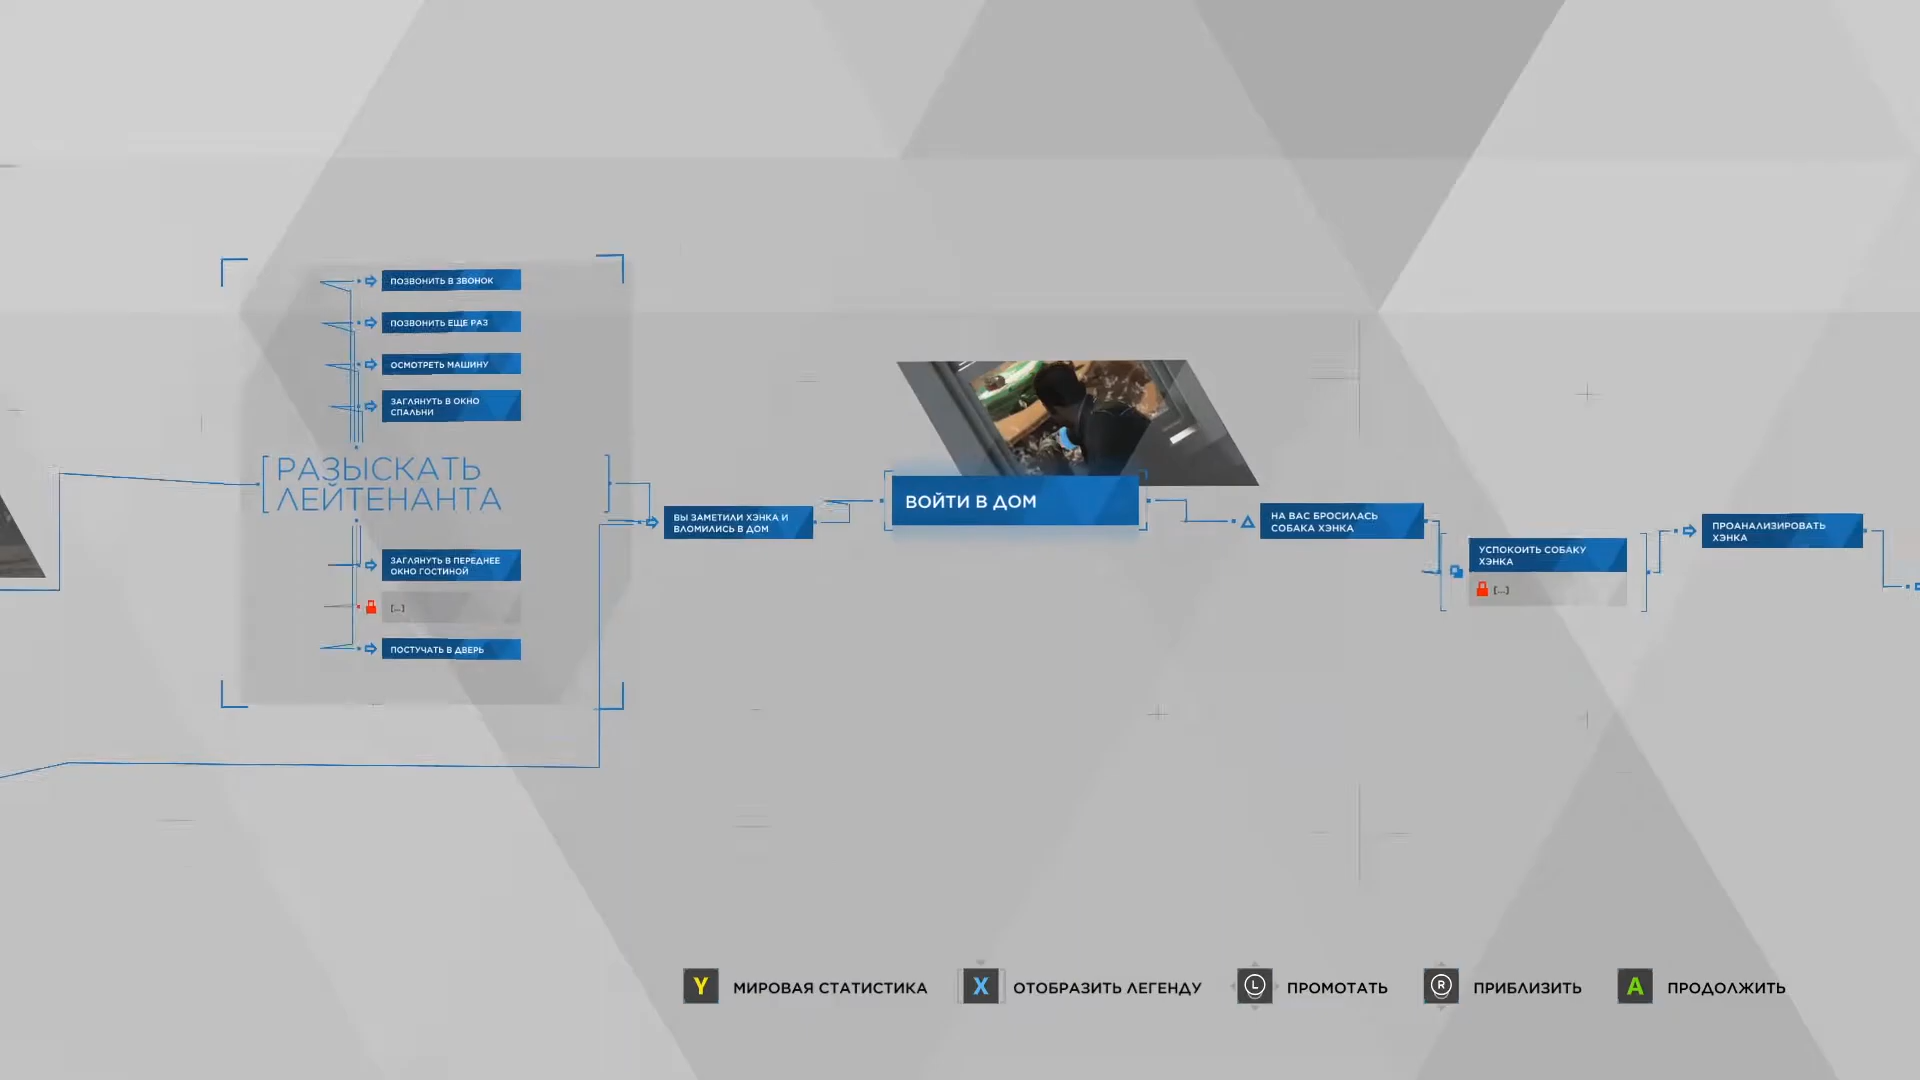 ПОЗВОНИТЬ В ЗВОНОК
ПОЗВОНИТЬ ЕЩЕ РАЗ
ОСМОТРЕТЬ МАШИНУ
ЗАГЛЯНУТЬ В ОКНО
СПАЛЬНИ
РАЗЫСКАТЬ
ЛЕЙТЕНАНТА
ЗАГЛЯНУТЬ В ПЕРЕДНЕЕ
ОКНО ГОСТИНОЙ
[...]
ПОСТУЧАТЬ В ДВЕРЬ
ВЫ ЗАМЕТИЛИ ХЭНКА И
ВЛОМИЛИСЬ В ДОМ
ВОЙТИ В ДОМ
НА ВАС БРОСИЛАСЬ
СОБАКА ХЭНКА
УСПОКОИТЬ СОБАКУ
ХЭНКА
[...]
ПРОАНАЛИЗИРОВАТЬ
ХЭНКА
Y МИРОВАЯ СТАТИСТИКА X ОТОБРАЗИТЬ ЛЕГЕНДУ L ПРОМОТАТЬ R ПРИБЛИЗИТЬ A ПРОДОЛЖИТЬ